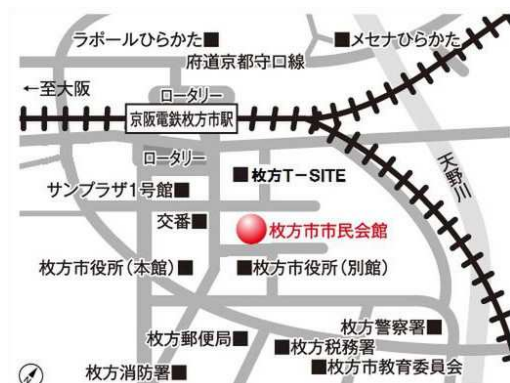 ラポールひらかた■
■メセナひらかた
府道京都守口線
←至大阪
ロータリー
京阪電鉄枚方市駅
ロータリー
天野川
■枚方T-SITE
サンプラザ1号館■
交番■
枚方市市民会館
枚方市役所(本館)■
■枚方市役所(別館)
枚方郵便局■
枚方警察署■
■枚方税務署
枚方消防署■
■枚方市教育委員会